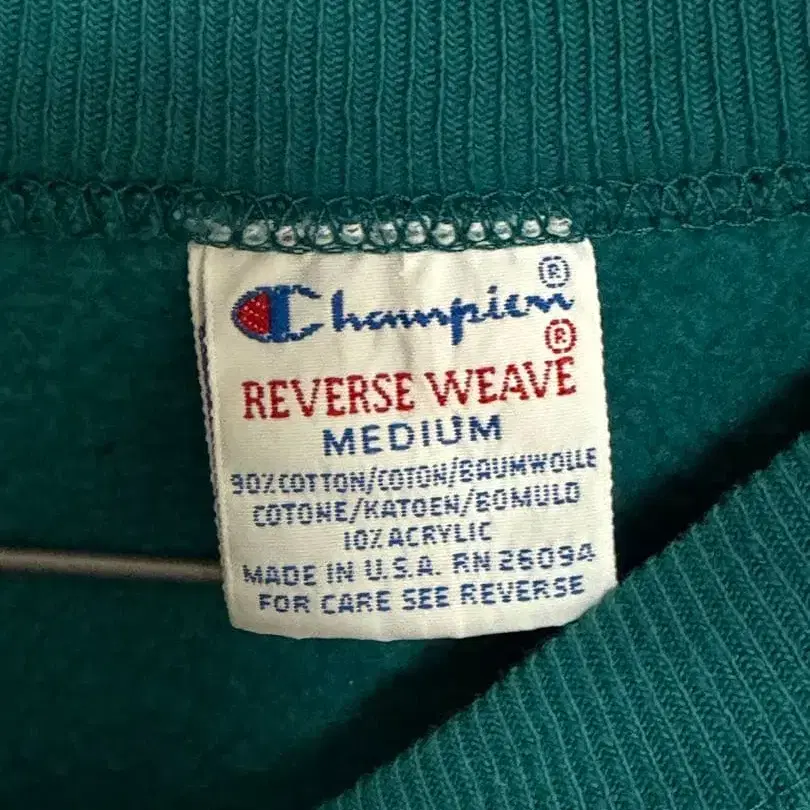 Champion®
REVERSE WEAVE®
MEDIUM
90%COTTON/COTON/BAUMWOLLE
COTONE/KATOEN/BOMULD
10%ACRYLIC
MADE IN U.S.A. RN 26094
FOR CARE SEE REVERSE